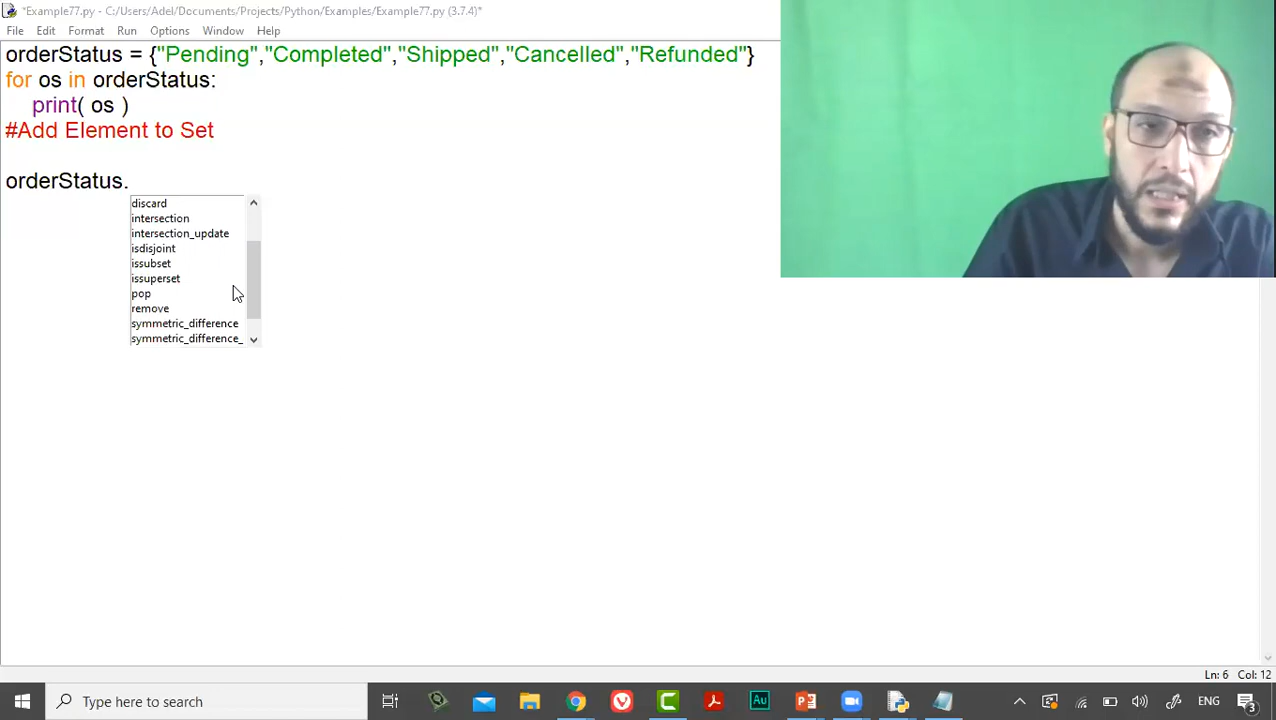 *Example77.py - C:/Users/Adel/Documents/Projects/Python/Examples/Example77.py (3.7.4)*
File Edit Format Run Options Window Help
orderStatus = {"Pending","Completed","Shipped","Cancelled","Refunded"}
for os in orderStatus:
print( os )
#Add Element to Set
orderStatus.
discard
intersection
intersection_update
isdisjoint
issubset
issuperset
pop
remove
symmetric_difference
symmetric_difference_
Ln: 6 Col: 12
Type here to search
Au
ENG
3